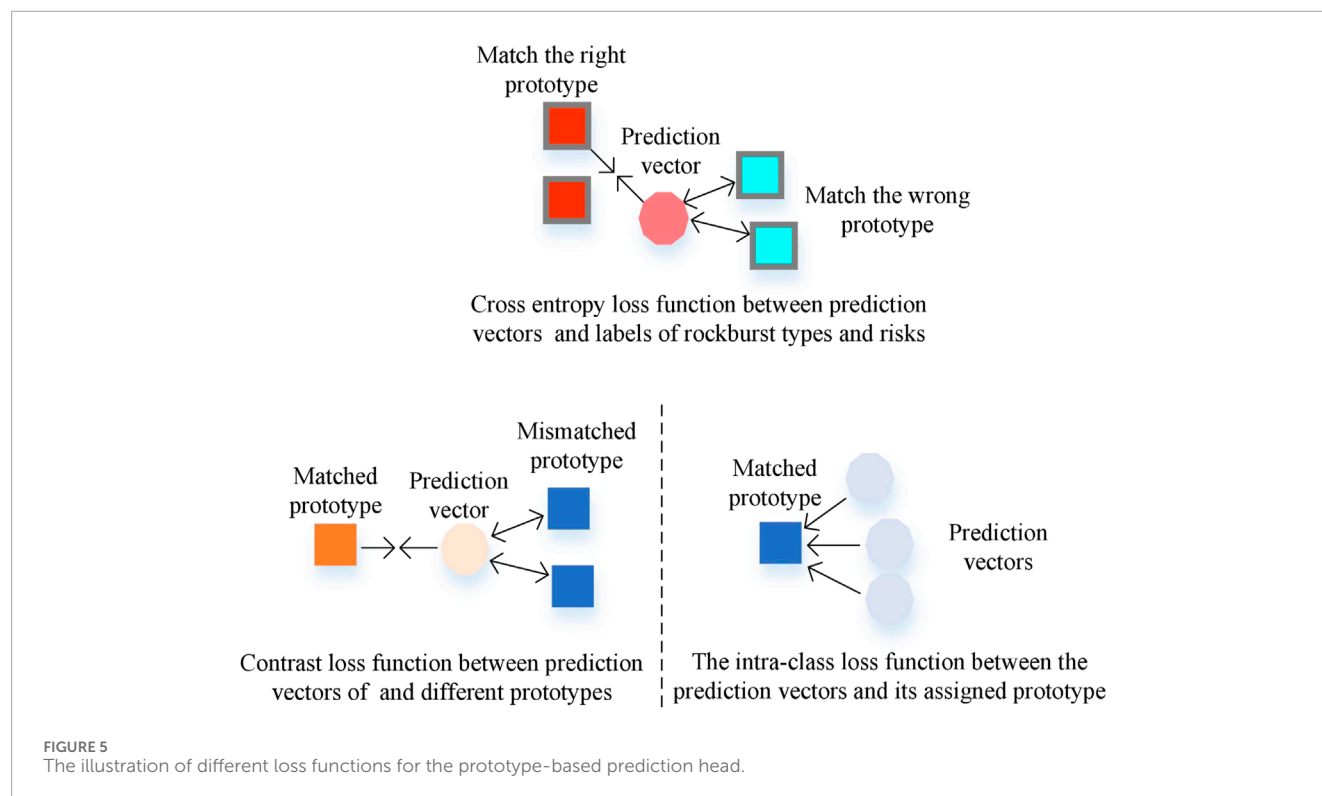 Match the right
prototype
Prediction
vector
Match the wrong
prototype
Cross entropy loss function between prediction
vectors and labels of rockburst types and risks
Matched
prototype
Prediction
vector
Mismatched
prototype
Contrast loss function between prediction
vectors of and different prototypes
Matched
prototype
Prediction
vectors
The intra-class loss function between the
prediction vectors and its assigned prototype
FIGURE 5
The illustration of different loss functions for the prototype-based prediction head.